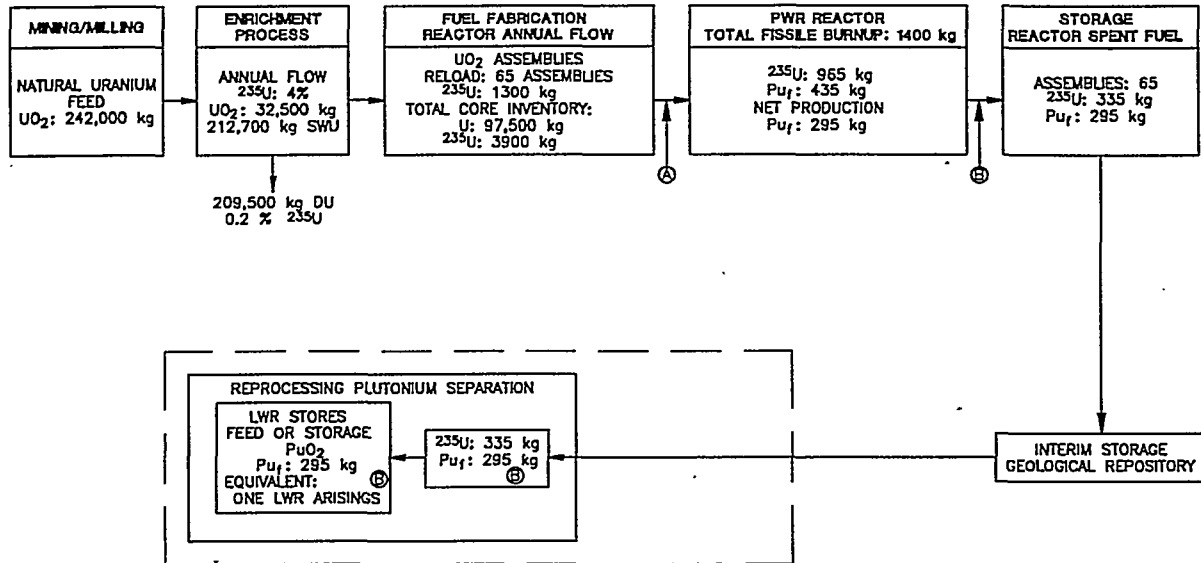 MINING/MILLING
NATURAL URANIUM
FEED
UO₂: 242,000 kg
ENRICHMENT
PROCESS
ANNUAL FLOW
²³⁵U: 4%
UO₂: 32,500 kg
212,700 kg SWU
209,500 kg DU
0.2 % ²³⁵U
FUEL FABRICATION
REACTOR ANNUAL FLOW
UO₂ ASSEMBLIES
RELOAD: 65 ASSEMBLIES
²³⁵U: 1300 kg
TOTAL CORE INVENTORY:
U: 97,500 kg
²³⁵U: 3900 kg
Ⓐ
PWR REACTOR
TOTAL FISSILE BURNUP: 1400 kg
²³⁵U: 965 kg
Puf: 435 kg
NET PRODUCTION
Puf: 295 kg
Ⓑ
STORAGE
REACTOR SPENT FUEL
ASSEMBLIES: 65
²³⁵U: 335 kg
Puf: 295 kg
REPROCESSING PLUTONIUM SEPARATION
LWR STORES
FEED OR STORAGE
PuO₂
Puf: 295 kg
EQUIVALENT: Ⓑ
ONE LWR ARISINGS
²³⁵U: 335 kg
Puf: 295 kg
Ⓑ
INTERIM STORAGE
GEOLOGICAL REPOSITORY